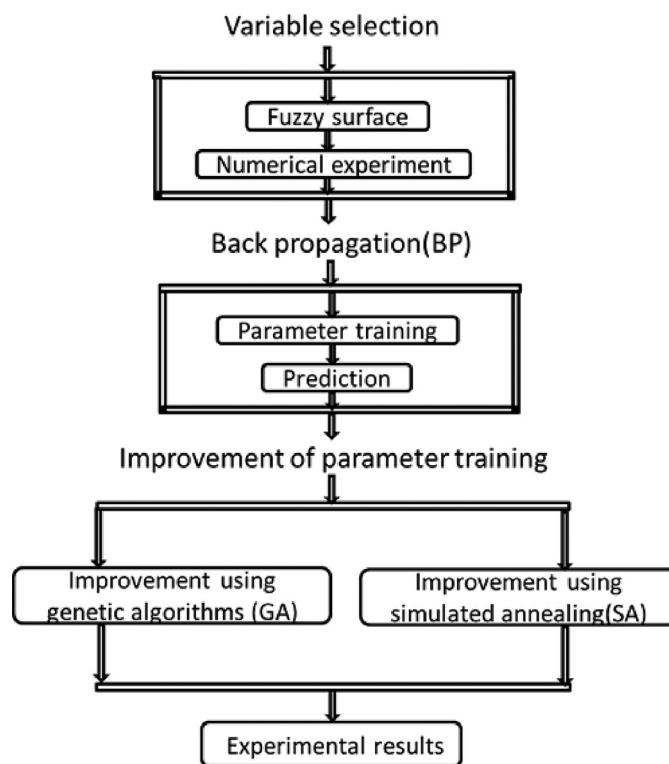 Variable selection
Fuzzy surface
Numerical experiment
Back propagation(BP)
Parameter training
Prediction
Improvement of parameter training
Improvement using
genetic algorithms (GA)
Improvement using
simulated annealing(SA)
Experimental results